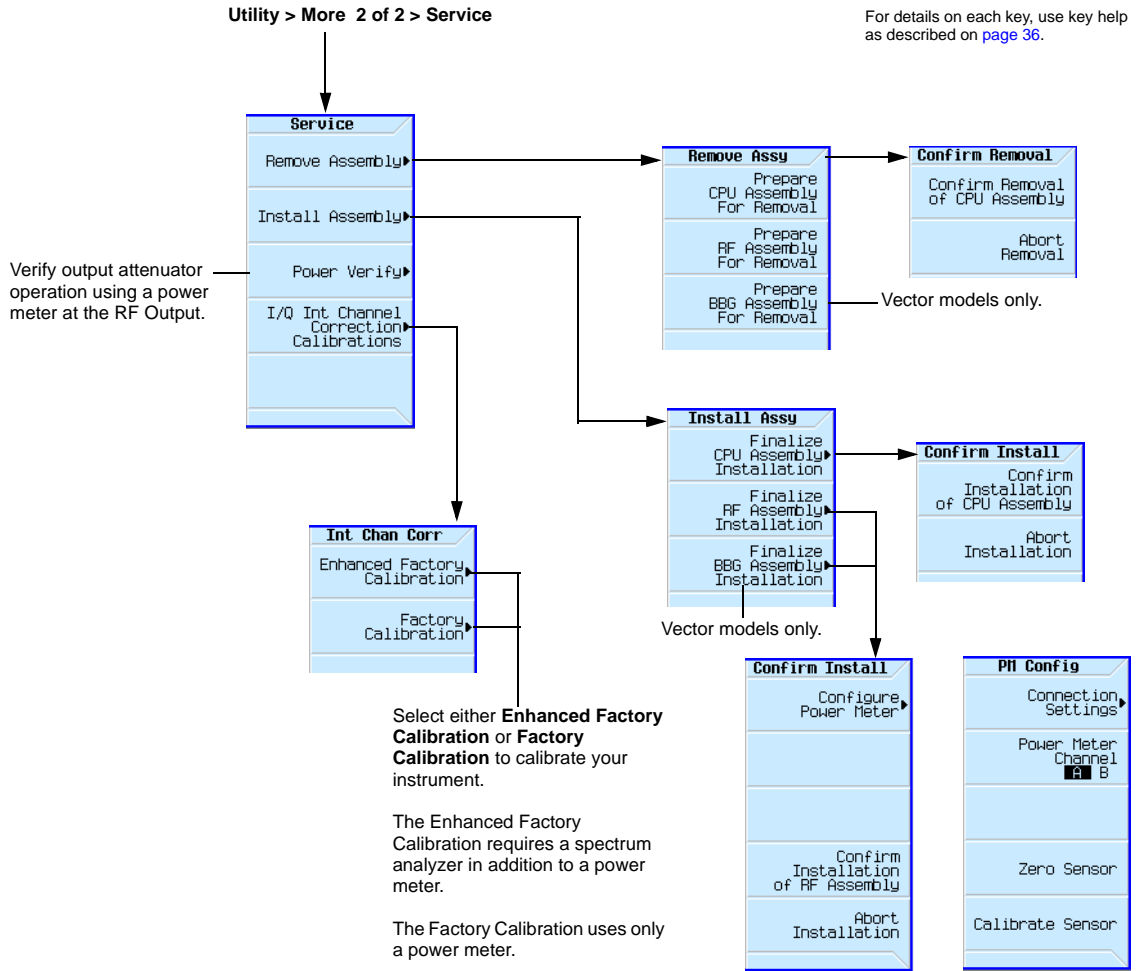 Utility > More  2 of 2 > Service
For details on each key, use key help
as described on page 36.
Service
Remove Assembly
Install Assembly
Power Verify
I/Q Int Channel
Correction
Calibrations
Verify output attenuator
operation using a power
meter at the RF Output.
Remove Assy
Prepare
CPU Assembly
For Removal
Prepare
RF Assembly
For Removal
Prepare
BBG Assembly
For Removal
Vector models only.
Confirm Removal
Confirm Removal
of CPU Assembly
Abort
Removal
Install Assy
Finalize
CPU Assembly
Installation
Finalize
RF Assembly
Installation
Finalize
BBG Assembly
Installation
Vector models only.
Confirm Install
Confirm
Installation
of CPU Assembly
Abort
Installation
Int Chan Corr
Enhanced Factory
Calibration
Factory
Calibration
Select either Enhanced Factory
Calibration or Factory
Calibration to calibrate your
instrument.
The Enhanced Factory
Calibration requires a spectrum
analyzer in addition to a power
meter.
The Factory Calibration uses only
a power meter.
Confirm Install
Configure
Power Meter
Confirm
Installation
of RF Assembly
Abort
Installation
PM Config
Connection
Settings
Power Meter
Channel
A B
Zero Sensor
Calibrate Sensor